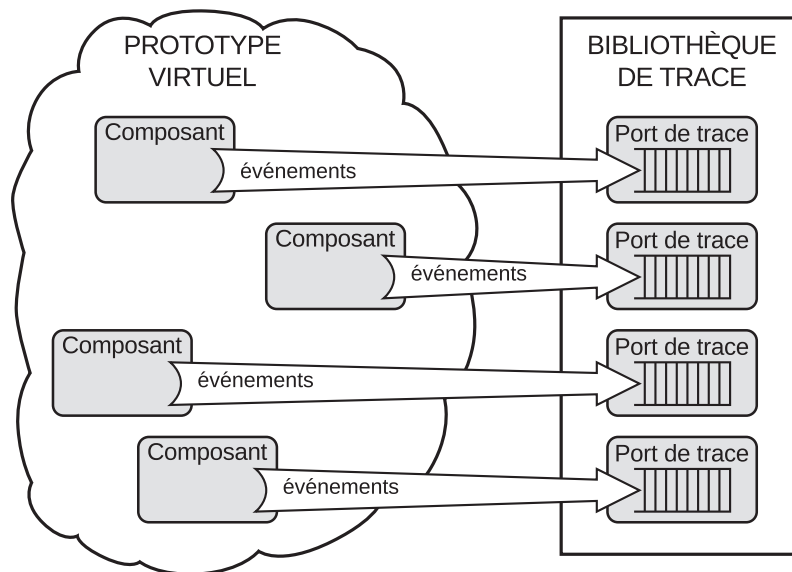 PROTOTYPE
VIRTUEL
BIBLIOTHÈQUE
DE TRACE
Composant
événements
Port de trace
Composant
événements
Port de trace
Composant
événements
Port de trace
Composant
événements
Port de trace